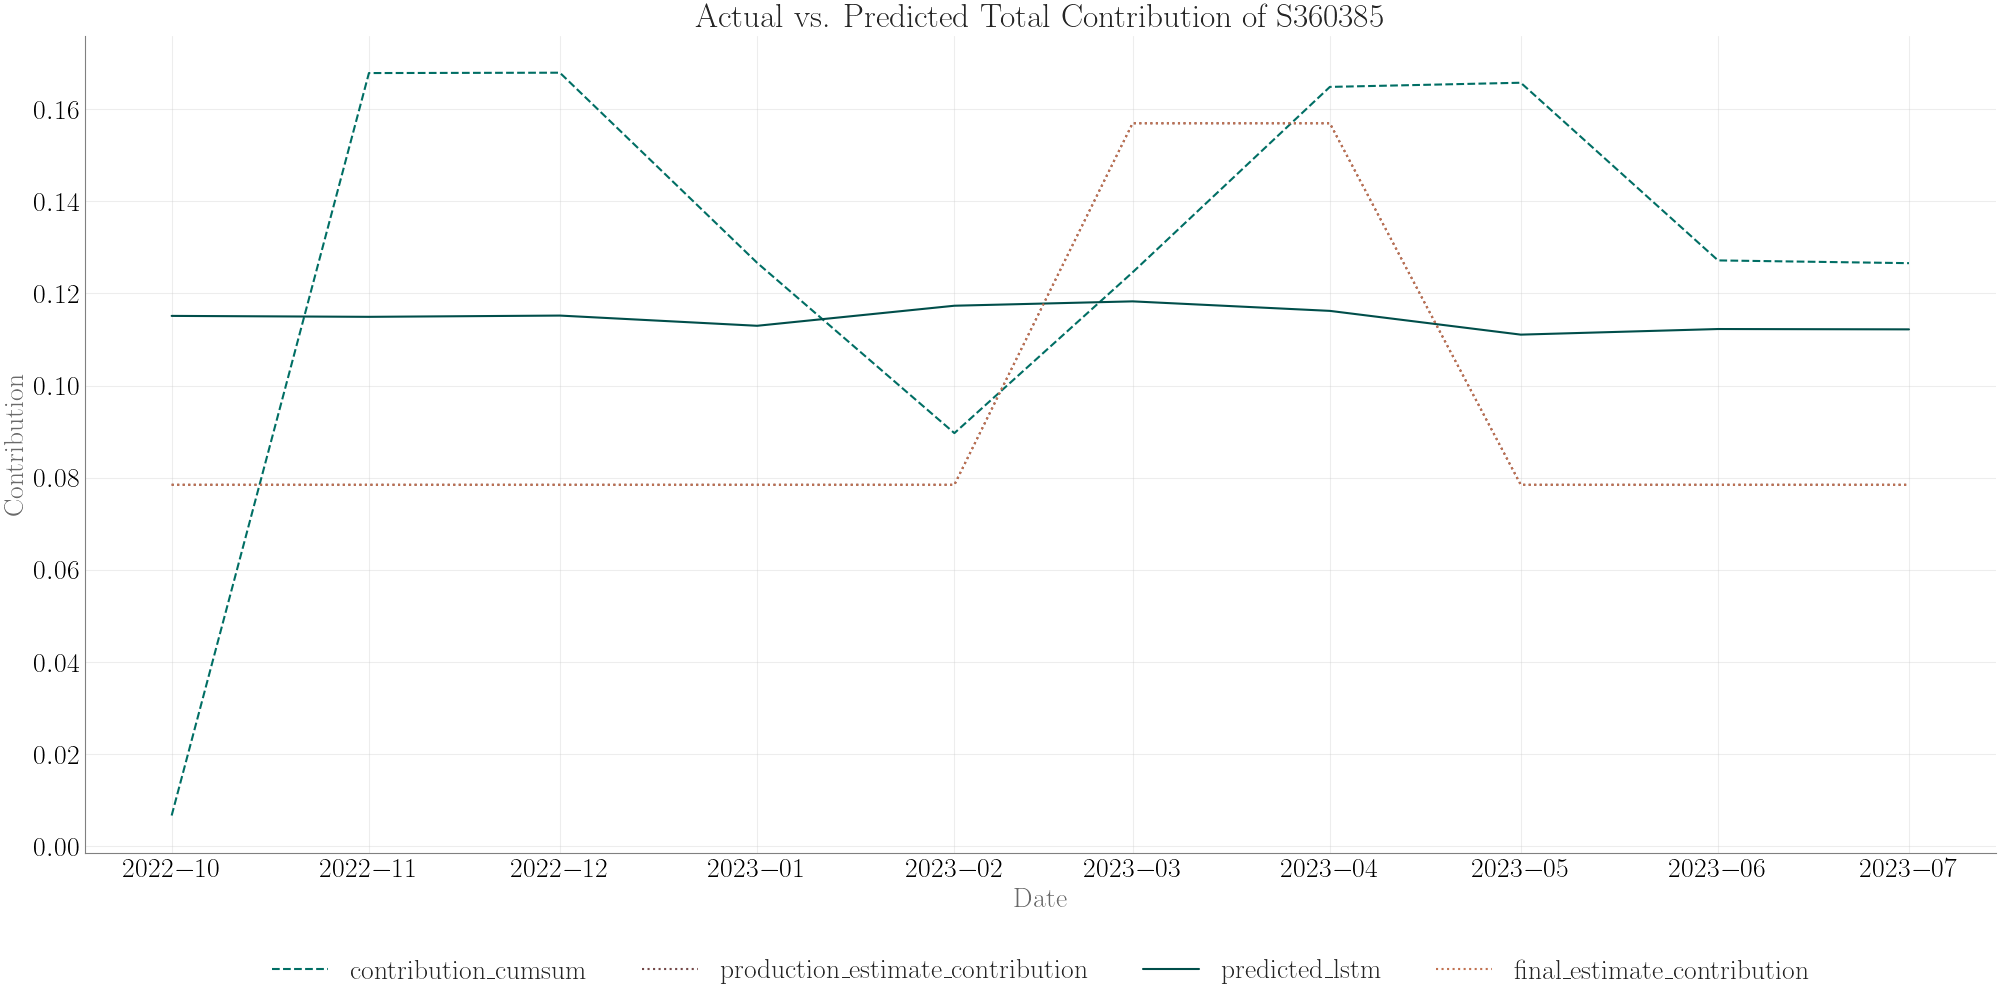 Actual vs. Predicted Total Contribution of S360385
Contribution
0.16
0.14
0.12
0.10
0.08
0.06
0.04
0.02
0.00
2022−10 2022−11 2022−12 2023−01 2023−02 2023−03 2023−04 2023−05 2023−06 2023−07
Date
contribution_cumsum production_estimate_contribution predicted_lstm final_estimate_contribution